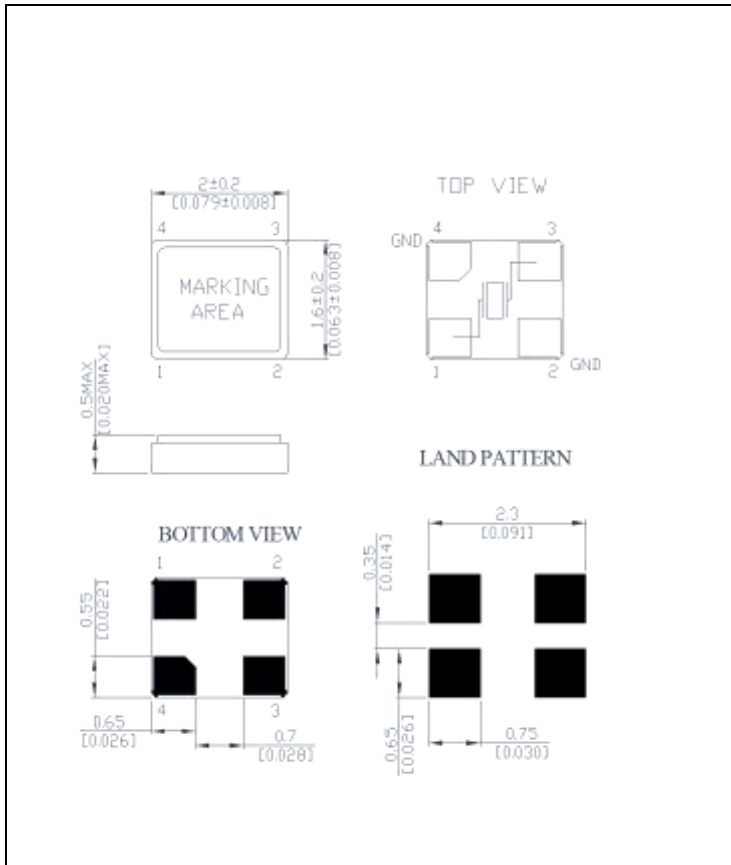 2±0.2
[0.079±0.008]
4 3
MARKING
AREA
1 2
1.6±0.2
[0.063±0.008]
TOP VIEW
GND 4 3
1 2 GND
0.5MAX
[0.020MAX]
LAND PATTERN
2.3
[0.091]
0.35
[0.014]
0.65
[0.026]
0.75
[0.030]
BOTTOM VIEW
1 2
0.55
[0.022]
4 3
0.65
[0.026]
0.7
[0.028]